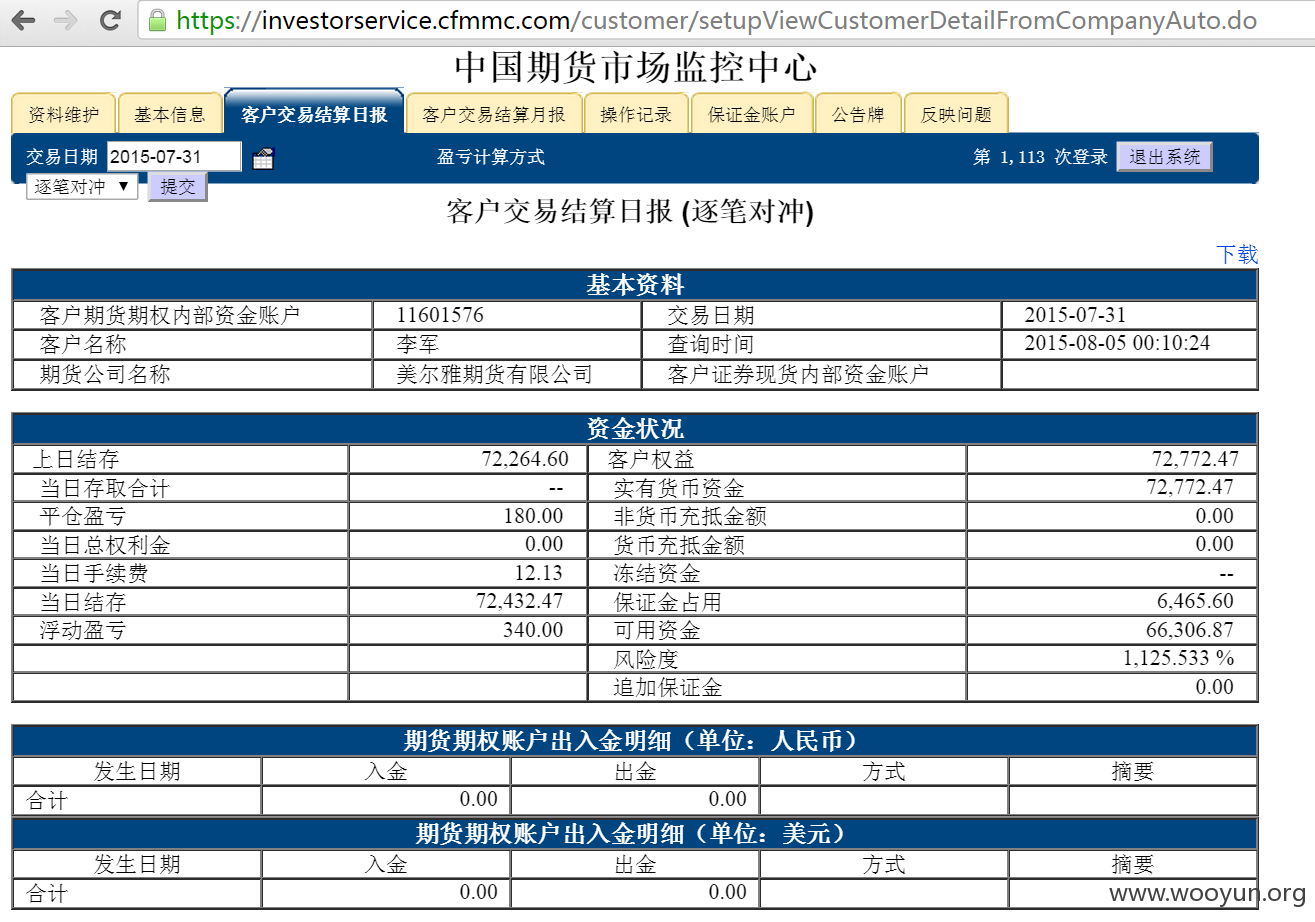 https://investorservice.cfmmc.com/customer/setupViewCustomerDetailFromCompanyAuto.do
中国期货市场监控中心
资料维护 基本信息 客户交易结算日报 客户交易结算月报 操作记录 保证金账户 公告牌 反映问题
交易日期 2015-07-31 盈亏计算方式 第 1,113 次登录 退出系统
逐笔对冲 ▼ 提交
客户交易结算日报 (逐笔对冲)
下载
基本资料
客户期货期权内部资金账户 11601576 交易日期 2015-07-31
客户名称 李军 查询时间 2015-08-05 00:10:24
期货公司名称 美尔雅期货有限公司 客户证券现货内部资金账户
资金状况
上日结存 72,264.60 客户权益 72,772.47
当日存取合计 -- 实有货币资金 72,772.47
平仓盈亏 180.00 非货币充抵金额 0.00
当日总权利金 0.00 货币充抵金额 0.00
当日手续费 12.13 冻结资金 --
当日结存 72,432.47 保证金占用 6,465.60
浮动盈亏 340.00 可用资金 66,306.87
风险度 1,125.533 %
追加保证金 0.00
期货期权账户出入金明细（单位：人民币）
发生日期 入金 出金 方式 摘要
合计 0.00 0.00
期货期权账户出入金明细（单位：美元）
发生日期 入金 出金 方式 摘要
合计 0.00 0.00
www.wooyun.org